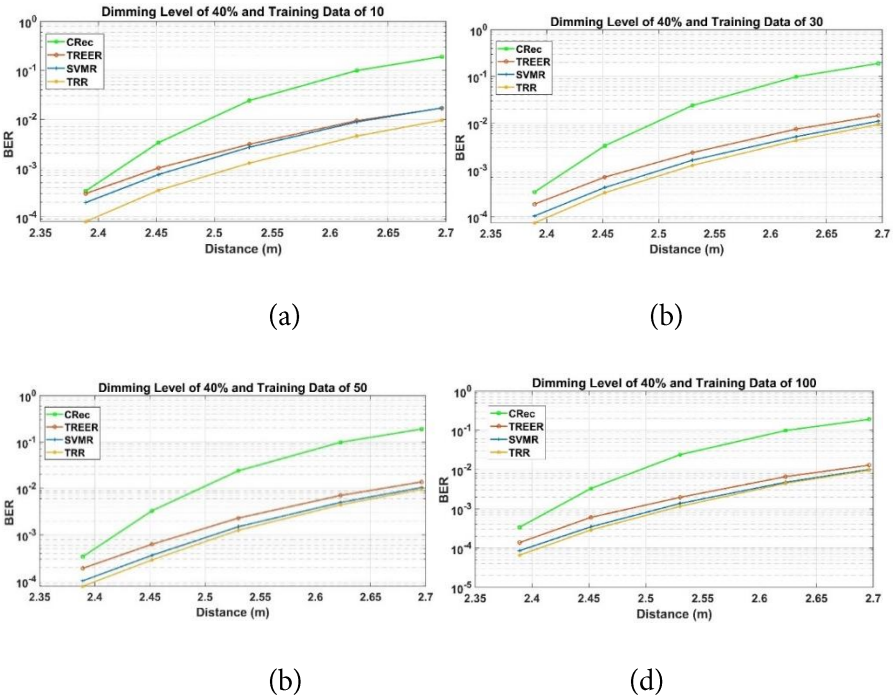 Dimming Level of 40% and Training Data of 10
10^0
10^-1
10^-2
10^-3
10^-4
BER
CRec
TREER
SVMR
TRR
2.35 2.4 2.45 2.5 2.55 2.6 2.65 2.7
Distance (m)
(a)
Dimming Level of 40% and Training Data of 30
10^0
10^-1
10^-2
10^-3
10^-4
BER
CRec
TREER
SVMR
TRR
2.35 2.4 2.45 2.5 2.55 2.6 2.65 2.7
Distance (m)
(b)
Dimming Level of 40% and Training Data of 50
10^0
10^-1
10^-2
10^-3
10^-4
BER
CRec
TREER
SVMR
TRR
2.35 2.4 2.45 2.5 2.55 2.6 2.65 2.7
Distance (m)
(b)
Dimming Level of 40% and Training Data of 100
10^0
10^-1
10^-2
10^-3
10^-4
10^-5
BER
CRec
TREER
SVMR
TRR
2.35 2.4 2.45 2.5 2.55 2.6 2.65 2.7
Distance (m)
(d)